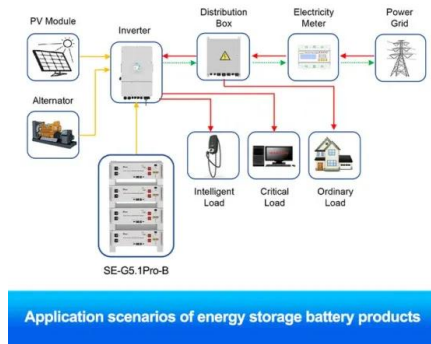 PV Module
Inverter
Distribution
Box
Electricity
Meter
Power
Grid
Alternator
Intelligent
Load
Critical
Load
Ordinary
Load
SE-G5.1Pro-B
Application scenarios of energy storage battery products